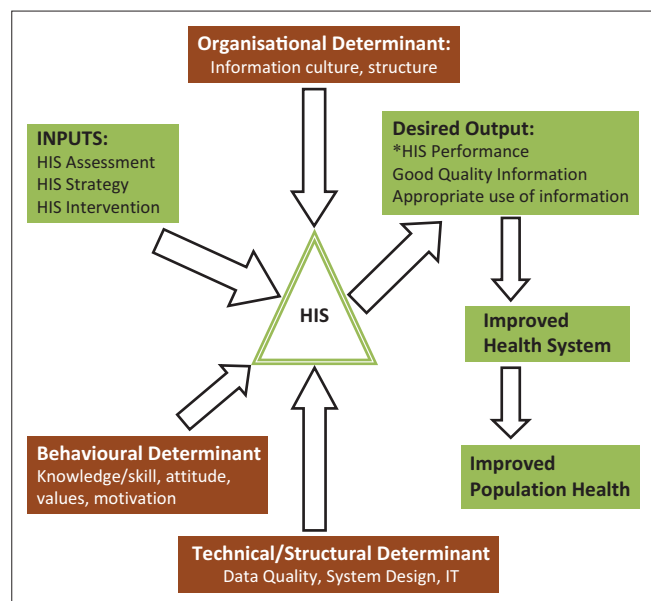 Organisational Determinant:
Information culture, structure
INPUTS:
HIS Assessment
HIS Strategy
HIS Intervention
Desired Output:
*HIS Performance
Good Quality Information
Appropriate use of information
HIS
Improved
Health System
Behavioural Determinant
Knowledge/skill, attitude,
values, motivation
Improved
Population Health
Technical/Structural Determinant
Data Quality, System Design, IT